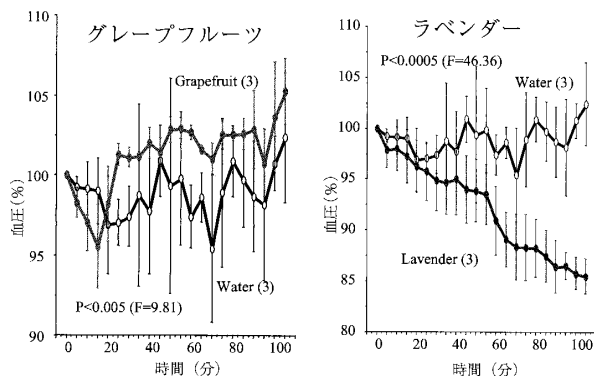 グレープフルーツ
110
105
100
95
90
血圧(%)
Grapefruit (3)
Water (3)
P<0.005 (F=9.81)
0 20 40 60 80 100
時間 (分)
ラベンダー
110
105
100
95
90
85
80
血圧(%)
P<0.0005 (F=46.36)
Water (3)
Lavender (3)
0 20 40 60 80 100
時間 (分)